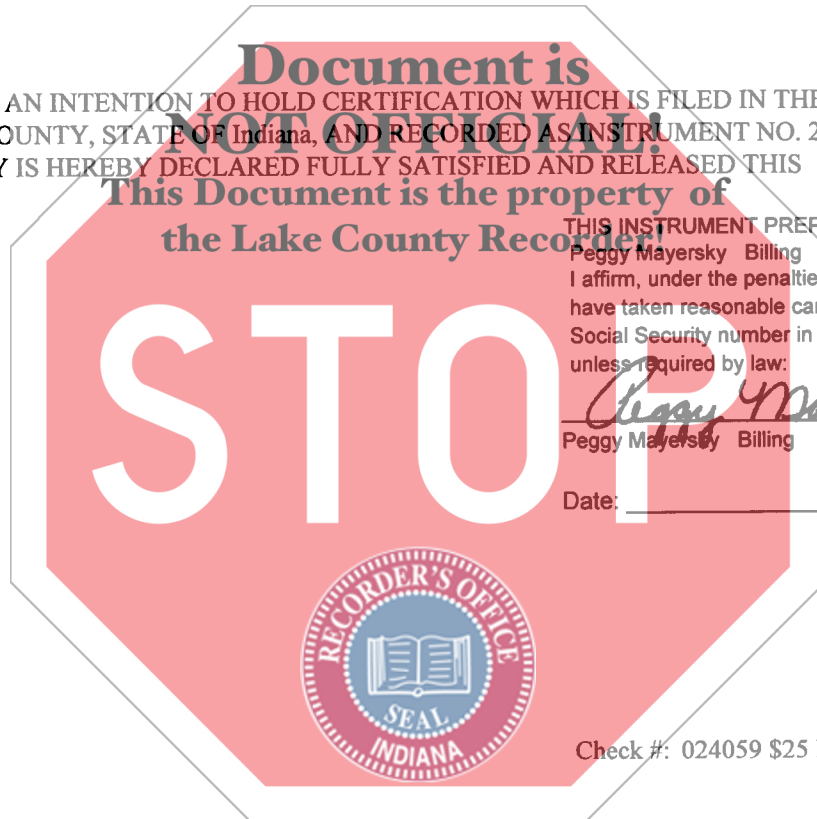 Document is
AN INTENTION TO HOLD CERTIFICATION WHICH IS FILED IN THE
OUNTY, STATE OF Indiana, AND RECORDED AS INSTRUMENT NO. 2
NOT OFFICIAL!
Y IS HEREBY DECLARED FULLY SATISFIED AND RELEASED THIS
This Document is the property of
the Lake County Recorder!
THIS INSTRUMENT PREP
Peggy Mayersky Billing
I affirm, under the penaltie
have taken reasonable car
Social Security number in
unless required by law:
Peggy
Peggy Mayersky Billing
Date:
STOP
RECORDER'S OFFICE
SEAL
INDIANA
Check #: 024059 $25